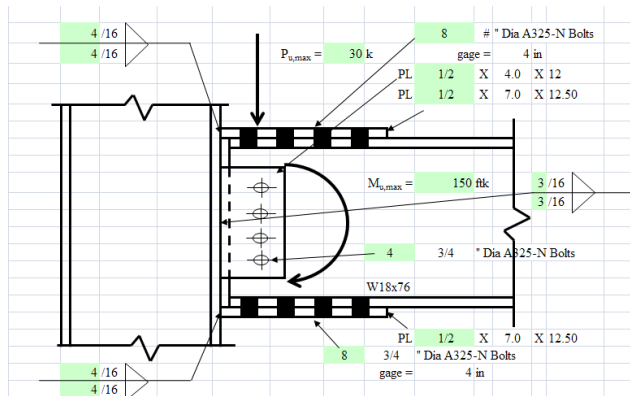 4 /16
8 # " Dia A325-N Bolts
4 /16
Pu,max = 30 k
gage = 4 in
PL 1/2 X 4.0 X 12
PL 1/2 X 7.0 X 12.50
Mu,max = 150 ftk
3 /16
3 /16
4 3/4 " Dia A325-N Bolts
W18x76
PL 1/2 X 7.0 X 12.50
8 3/4 " Dia A325-N Bolts
4 /16
gage = 4 in
4 /16